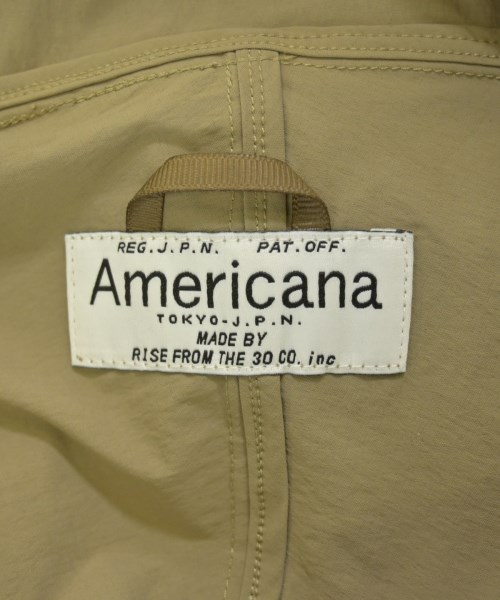 REG.J.P.N. PAT.OFF.
Americana
TOKYO-J.P.N.
MADE BY
RISE FROM THE 30 CO. inc